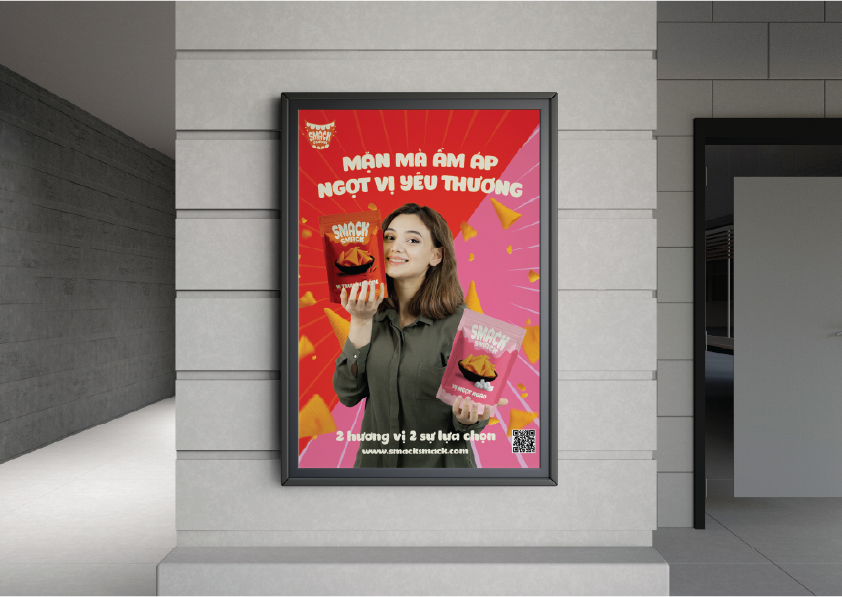 SMACK
MẶN MÀ ẤM ÁP
NGỌT VỊ YÊU THƯƠNG
SMACK
SMACK
SMACK
SMACK
VỊ NGỌT NGÀO
2 hương vị 2 sự lựa chọn
www.smacksmack.com